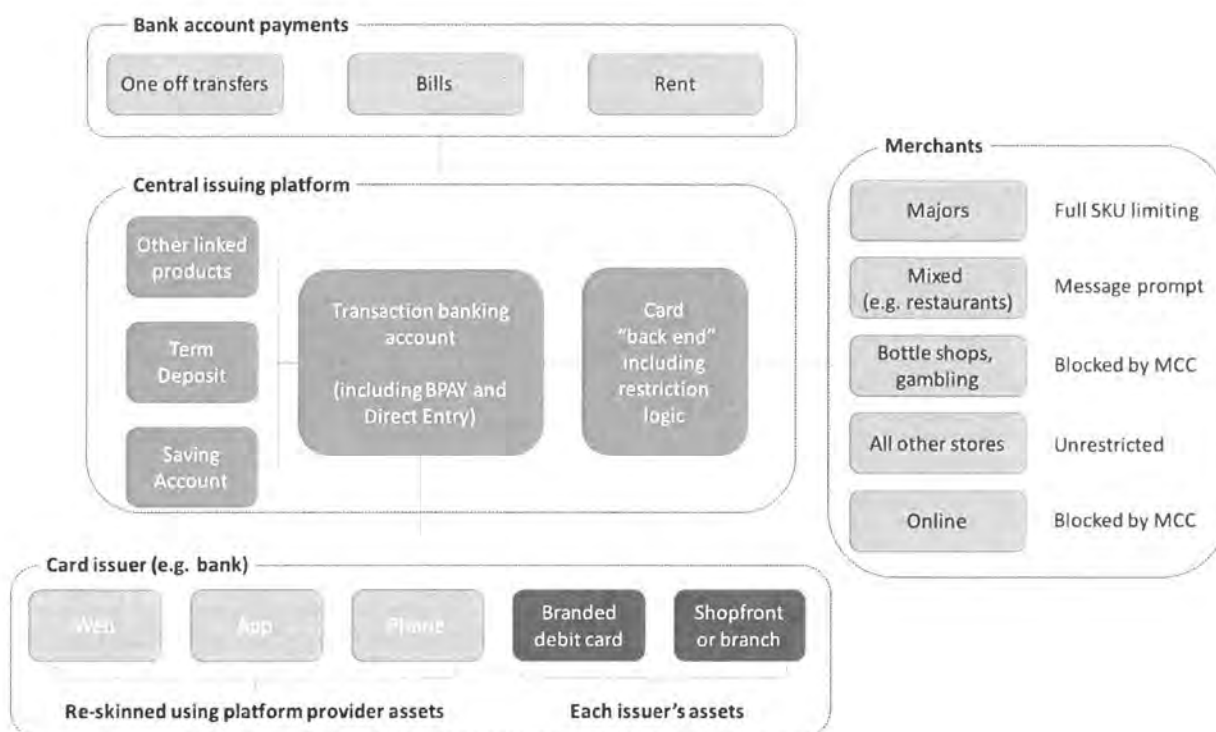 Bank account payments
One off transfers
Bills
Rent
Central issuing platform
Other linked
products
Term
Deposit
Saving
Account
Transaction banking
account
(including BPAY and
Direct Entry)
Card
"back end"
including
restriction
logic
Merchants
Majors
Full SKU limiting
Mixed
(e.g. restaurants)
Message prompt
Bottle shops,
gambling
Blocked by MCC
All other stores
Unrestricted
Online
Blocked by MCC
Card issuer (e.g. bank)
Web
App
Phone
Branded
debit card
Shopfront
or branch
Re-skinned using platform provider assets
Each issuer's assets